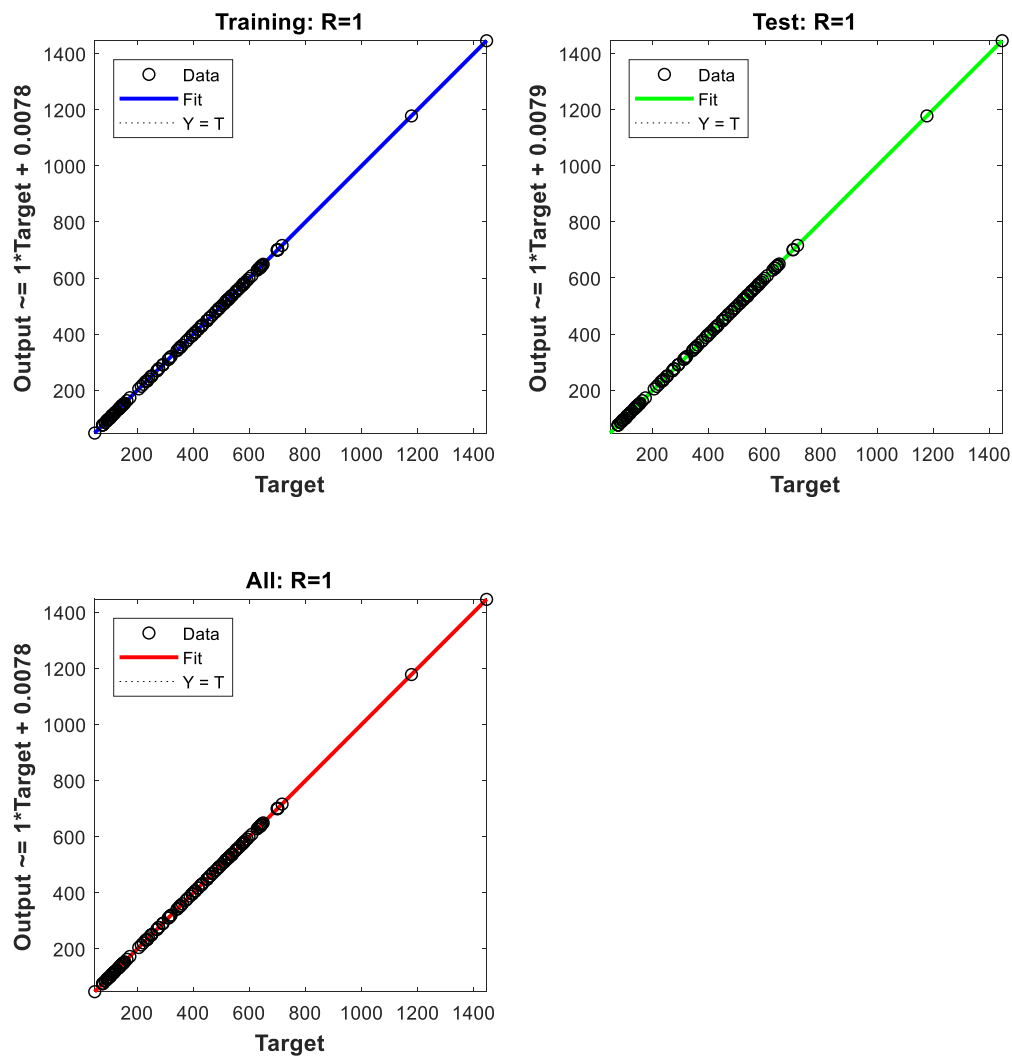 Training: R=1
Output ~= 1*Target + 0.0078
1400
1200
1000
800
600
400
200
Data
Fit
Y = T
200 400 600 800 1000 1200 1400
Target
Test: R=1
Output ~= 1*Target + 0.0079
1400
1200
1000
800
600
400
200
Data
Fit
Y = T
200 400 600 800 1000 1200 1400
Target
All: R=1
Output ~= 1*Target + 0.0078
1400
1200
1000
800
600
400
200
Data
Fit
Y = T
200 400 600 800 1000 1200 1400
Target